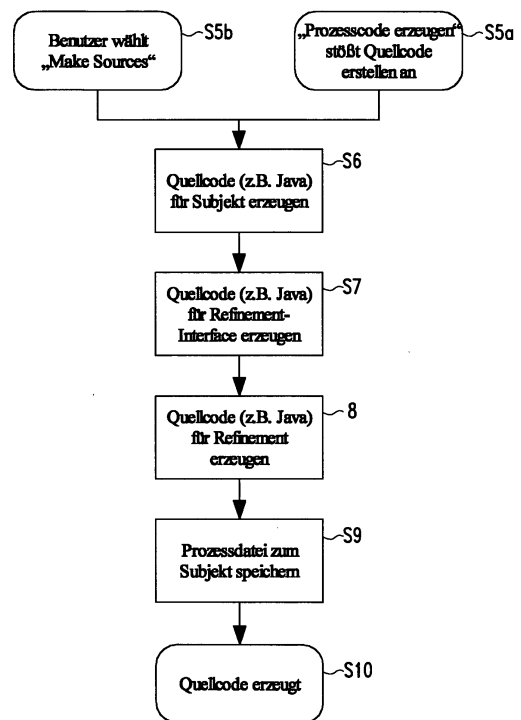 Benutzer wählt
„Make Sources“
S5b
„Prozesscode erzeugen“
stößt Quellcode
erstellen an
S5a
Quellcode (z.B. Java)
für Subjekt erzeugen
S6
Quellcode (z.B. Java)
für Refinement-
Interface erzeugen
S7
Quellcode (z.B. Java)
für Refinement
erzeugen
8
Prozessdatei zum
Subjekt speichern
S9
Quellcode erzeugt
S10